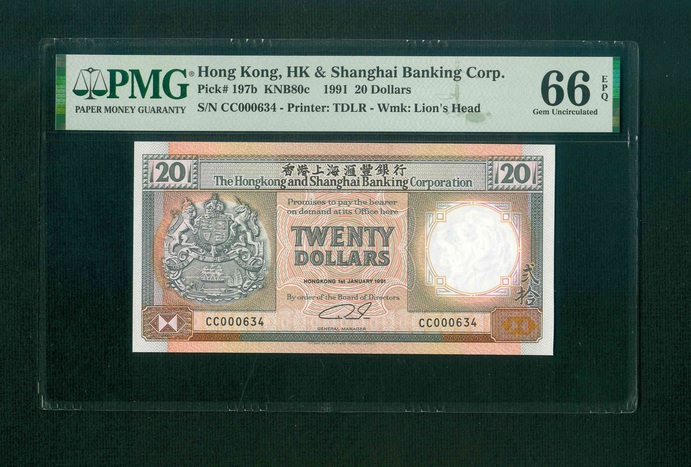 PMG
PAPER MONEY GUARANTY
Hong Kong, HK & Shanghai Banking Corp.
Pick# 197b KNB80c 1991 20 Dollars
S/N CC000634 - Printer: TDLR - Wmk: Lion's Head
66 EPQ
Gem Uncirculated
20 香港上海滙豐銀行 20
The Hongkong and Shanghai Banking Corporation
Promises to pay the bearer
on demand at its Office here
TWENTY
DOLLARS
HONGKONG 1st JANUARY 1991
By order of the Board of Directors
貳拾
CC000634 CC000634
GENERAL MANAGER